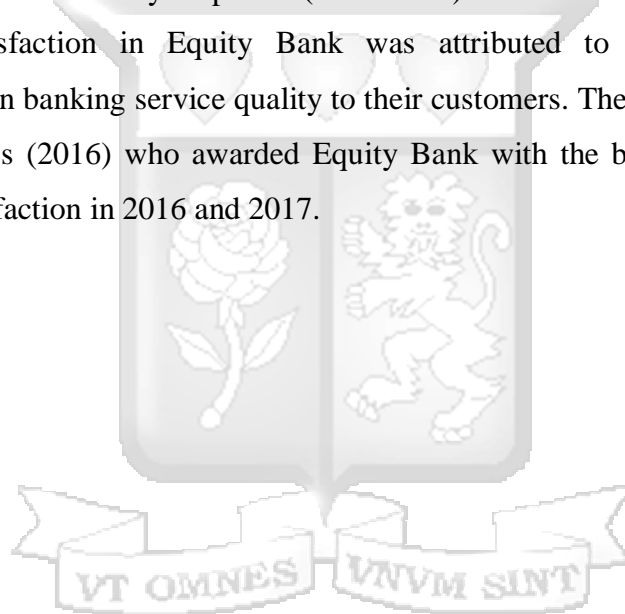 sfaction in Equity Bank was attributed to
n banking service quality to their customers. The
s (2016) who awarded Equity Bank with the b
faction in 2016 and 2017.
VT OMNES VNVM SINT